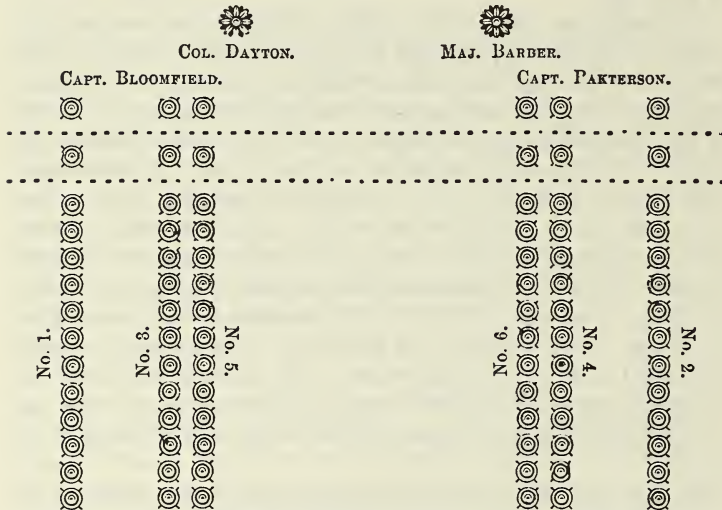 COL. DAYTON. MAJ. BARBER.
CAPT. BLOOMFIELD. CAPT. PAKTERSON.
No. 1. No. 3. No. 5. No. 6. No. 4. No. 2.